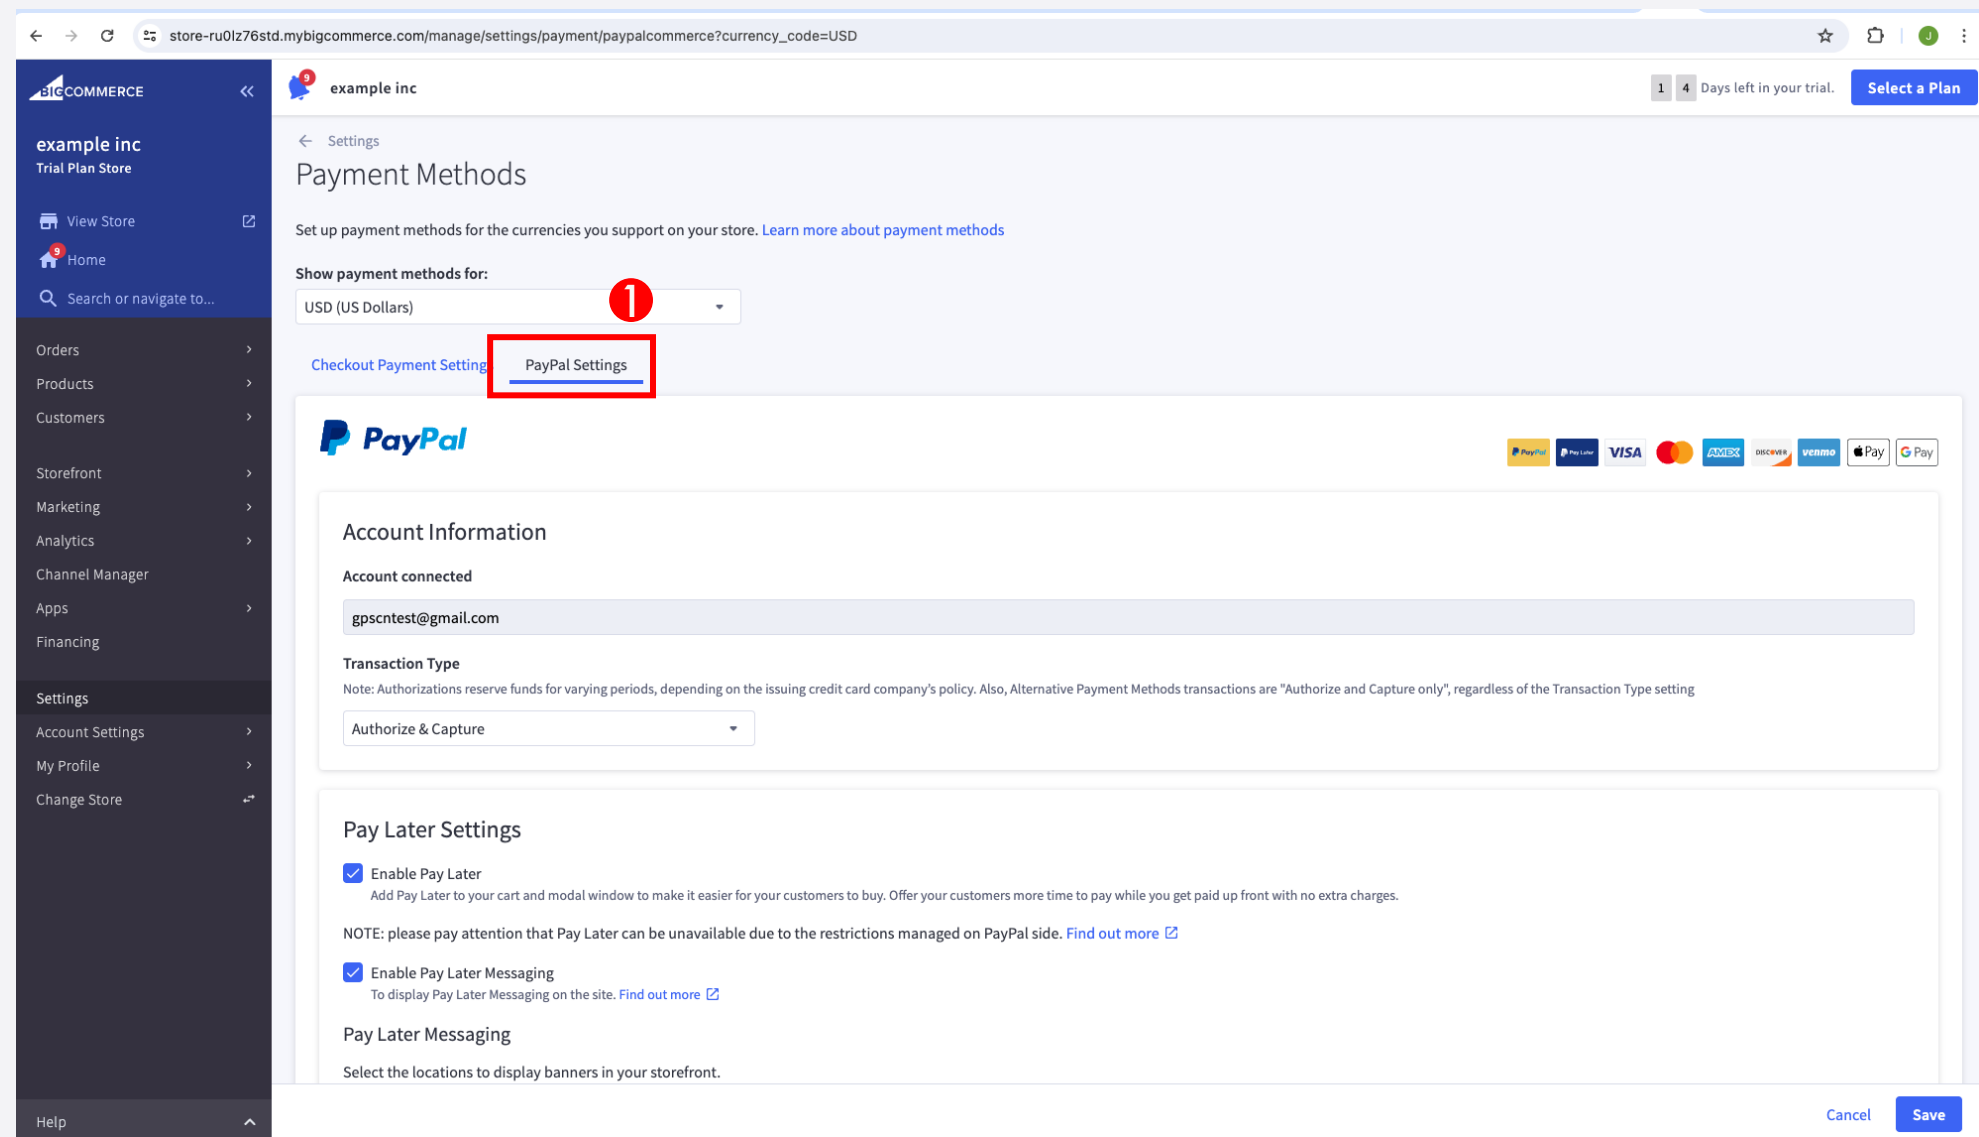 store-ru0lz76std.mybigcommerce.com/manage/settings/payment/paypalcommerce?currency_code=USD
J
BIGCOMMERCE
9
example inc
1 4 Days left in your trial.
Select a Plan
example inc
Trial Plan Store
View Store
9
Home
Search or navigate to...
Orders
Products
Customers
Storefront
Marketing
Analytics
Channel Manager
Apps
Financing
Settings
Account Settings
My Profile
Change Store
Help
Settings
Payment Methods
Set up payment methods for the currencies you support on your store. Learn more about payment methods
Show payment methods for:
USD (US Dollars)
1
Checkout Payment Setting
PayPal Settings
PayPal
PayPal Pay Later VISA AMEX DISCOVER venmo Pay G Pay
Account Information
Account connected
gpscntest@gmail.com
Transaction Type
Note: Authorizations reserve funds for varying periods, depending on the issuing credit card company's policy. Also, Alternative Payment Methods transactions are "Authorize and Capture only", regardless of the Transaction Type setting
Authorize & Capture
Pay Later Settings
Enable Pay Later
Add Pay Later to your cart and modal window to make it easier for your customers to buy. Offer your customers more time to pay while you get paid up front with no extra charges.
NOTE: please pay attention that Pay Later can be unavailable due to the restrictions managed on PayPal side. Find out more
Enable Pay Later Messaging
To display Pay Later Messaging on the site. Find out more
Pay Later Messaging
Select the locations to display banners in your storefront.
Cancel
Save